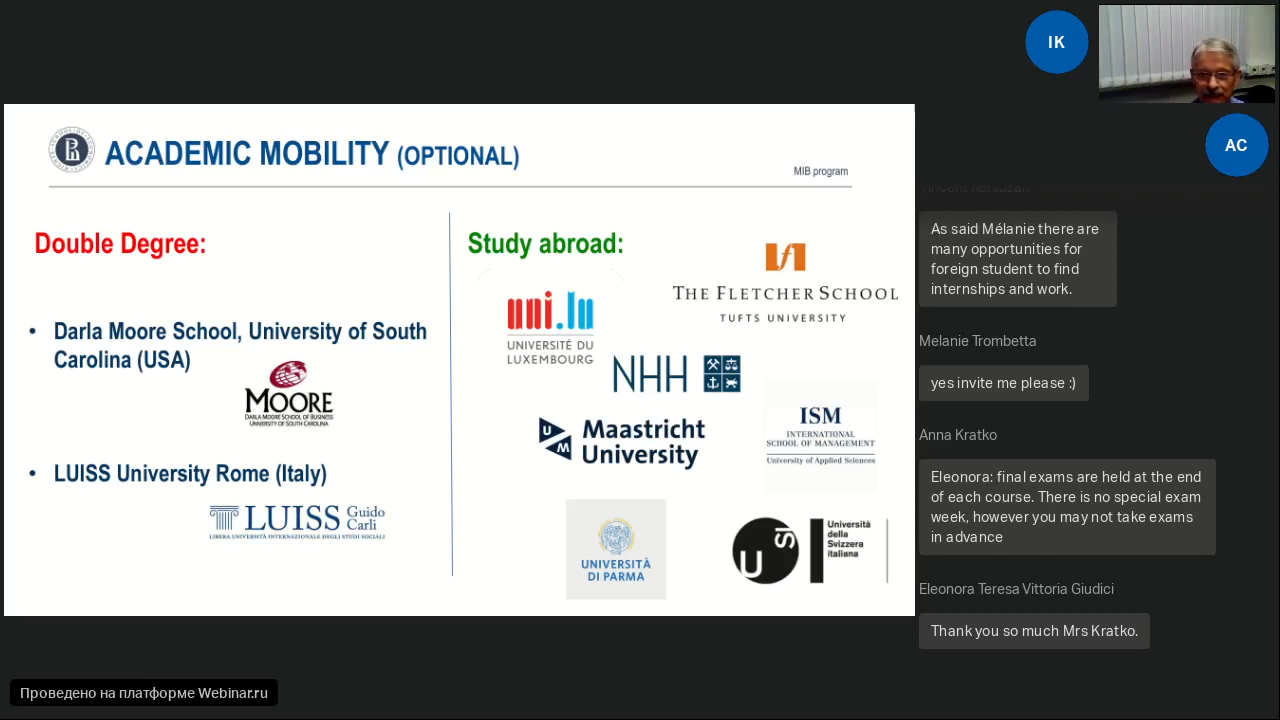 IK
AC
ACADEMIC MOBILITY (OPTIONAL)
MIB program
Double Degree:
• Darla Moore School, University of South
Carolina (USA)
MOORE
DARLA MOORE SCHOOL OF BUSINESS
UNIVERSITY OF SOUTH CAROLINA
• LUISS University Rome (Italy)
LUISS Guido
Carli
LIBERA UNIVERSITÀ INTERNAZIONALE DEGLI STUDI SOCIALI
Study abroad:
THE FLETCHER SCHOOL
TUFTS UNIVERSITY
uni.lu
UNIVERSITÉ DU
LUXEMBOURG
NHH
UM
Maastricht
University
ISM
INTERNATIONAL
SCHOOL OF MANAGEMENT
University of Applied Sciences
UNIVERSITÀ
DI PARMA
USI
Università
della
Svizzera
italiana
As said Mélanie there are
many opportunities for
foreign student to find
internships and work.
Melanie Trombetta
yes invite me please :)
Anna Kratko
Eleonora: final exams are held at the end
of each course. There is no special exam
week, however you may not take exams
in advance
Eleonora Teresa Vittoria Giudici
Thank you so much Mrs Kratko.
Проведено на платформе Webinar.ru